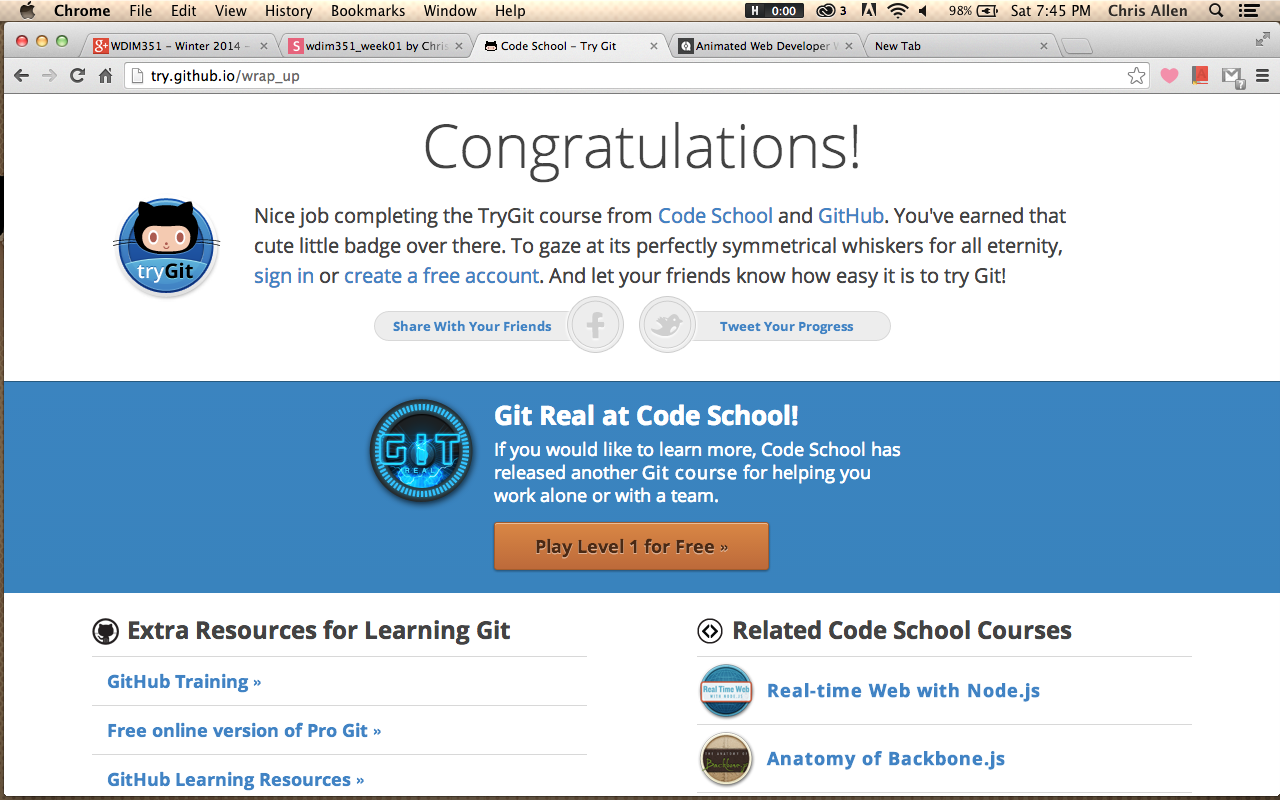 Chrome File Edit View History Bookmarks Window Help H 0:00 3 98% Sat 7:45 PM Chris Allen
WDIM351 – Winter 2014 – wdim351_week01 by Chris Code School – Try Git Animated Web Developer New Tab
try.github.io/wrap_up
Congratulations!
Nice job completing the TryGit course from Code School and GitHub. You've earned that
cute little badge over there. To gaze at its perfectly symmetrical whiskers for all eternity,
sign in or create a free account. And let your friends know how easy it is to try Git!
tryGit
Share With Your Friends Tweet Your Progress
Git Real at Code School!
If you would like to learn more, Code School has
released another Git course for helping you
work alone or with a team.
GIT
REAL
Play Level 1 for Free »
Extra Resources for Learning Git
GitHub Training »
Free online version of Pro Git »
GitHub Learning Resources »
Related Code School Courses
Real Time Web
WITH NODE.JS
Real-time Web with Node.js
THE ANATOMY OF
Backbone.js
Anatomy of Backbone.js